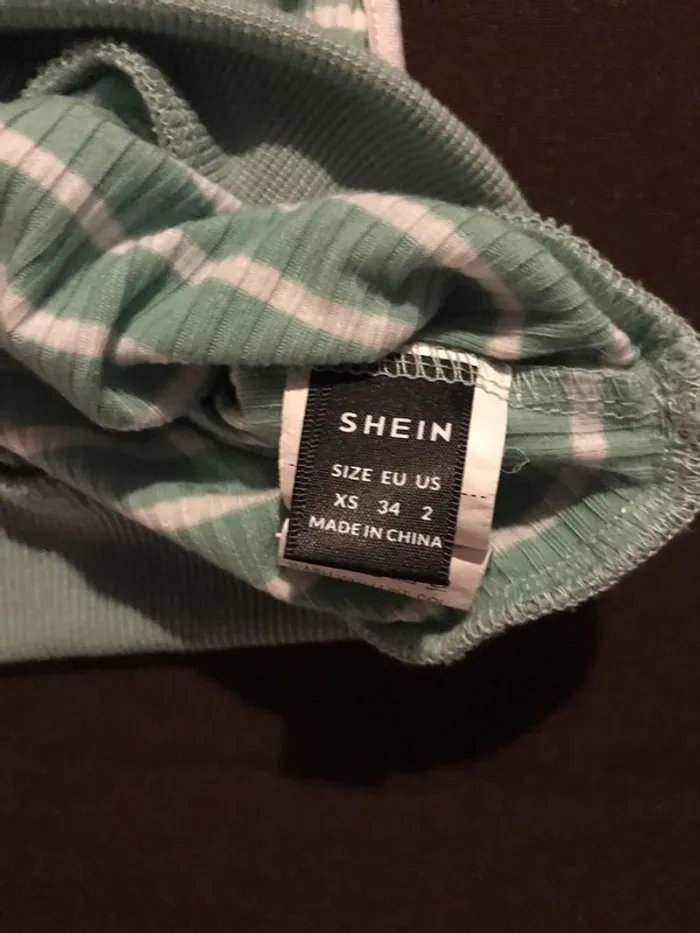 SHEIN
SIZE EU US
XS 34 2
MADE IN CHINA